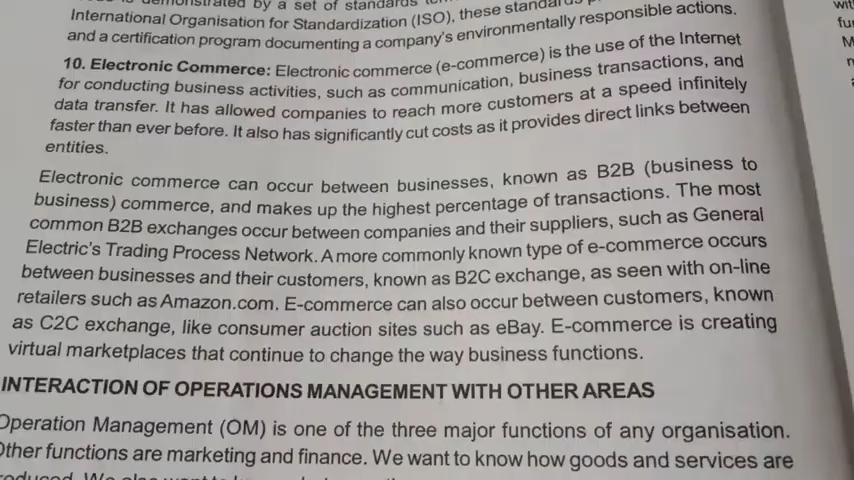 is demonstrated by a set of standards
International Organisation for Standardization (ISO), these standards
and a certification program documenting a company's environmentally responsible actions.
10. Electronic Commerce: Electronic commerce (e-commerce) is the use of the Internet
for conducting business activities, such as communication, business transactions, and
data transfer. It has allowed companies to reach more customers at a speed infinitely
faster than ever before. It also has significantly cut costs as it provides direct links between
entities.
Electronic commerce can occur between businesses, known as B2B (business to
business) commerce, and makes up the highest percentage of transactions. The most
common B2B exchanges occur between companies and their suppliers, such as General
Electric's Trading Process Network. A more commonly known type of e-commerce occurs
between businesses and their customers, known as B2C exchange, as seen with on-line
retailers such as Amazon.com. E-commerce can also occur between customers, known
as C2C exchange, like consumer auction sites such as eBay. E-commerce is creating
virtual marketplaces that continue to change the way business functions.
INTERACTION OF OPERATIONS MANAGEMENT WITH OTHER AREAS
Operation Management (OM) is one of the three major functions of any organisation.
Other functions are marketing and finance. We want to know how goods and services are